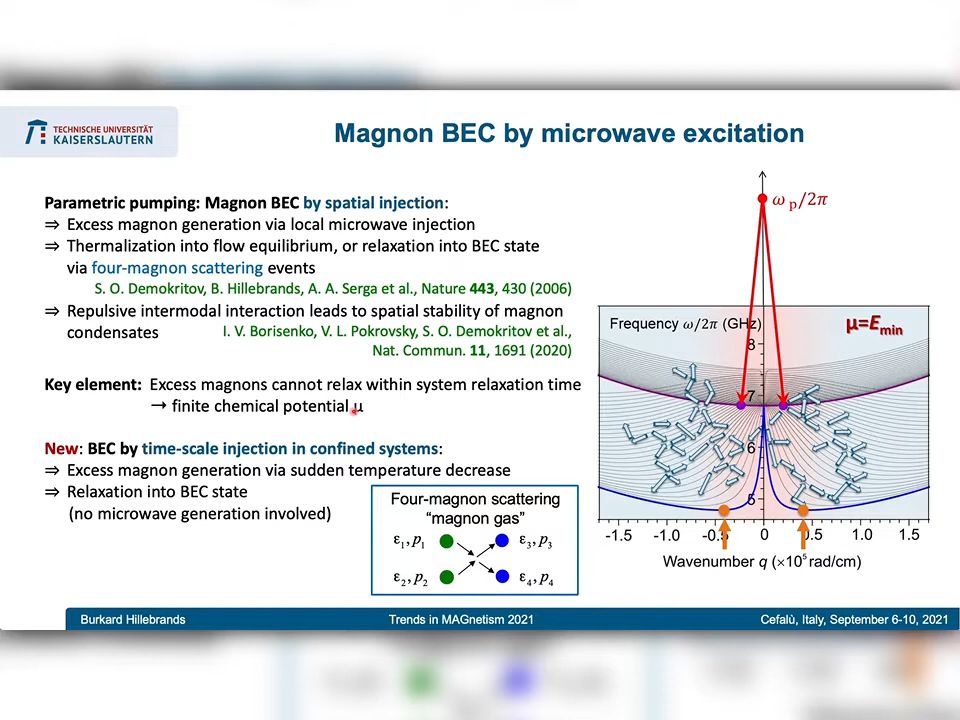 TECHNISCHE UNIVERSITÄT
KAISERSLAUTERN
Magnon BEC by microwave excitation
Parametric pumping: Magnon BEC by spatial injection:
⇒ Excess magnon generation via local microwave injection
⇒ Thermalization into flow equilibrium, or relaxation into BEC state
via four-magnon scattering events
S. O. Demokritov, B. Hillebrands, A. A. Serga et al., Nature 443, 430 (2006)
⇒ Repulsive intermodal interaction leads to spatial stability of magnon
condensates
I. V. Borisenko, V. L. Pokrovsky, S. O. Demokritov et al.,
Nat. Commun. 11, 1691 (2020)
Key element: Excess magnons cannot relax within system relaxation time
→ finite chemical potential μ
New: BEC by time-scale injection in confined systems:
⇒ Excess magnon generation via sudden temperature decrease
⇒ Relaxation into BEC state
(no microwave generation involved)
Four-magnon scattering
“magnon gas”
ε1, p1
ε3, p3
ε2, p2
ε4, p4
ω p/2π
Frequency ω/2π (GHz)
μ=Emin
8
7
6
5
-1.5 -1.0 -0.5 0 0.5 1.0 1.5
Wavenumber q (×10⁵ rad/cm)
Burkard Hillebrands
Trends in MAGnetism 2021
Cefalù, Italy, September 6-10, 2021